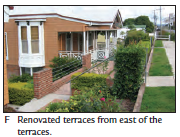 F Renovated terraces from east of the
terraces.